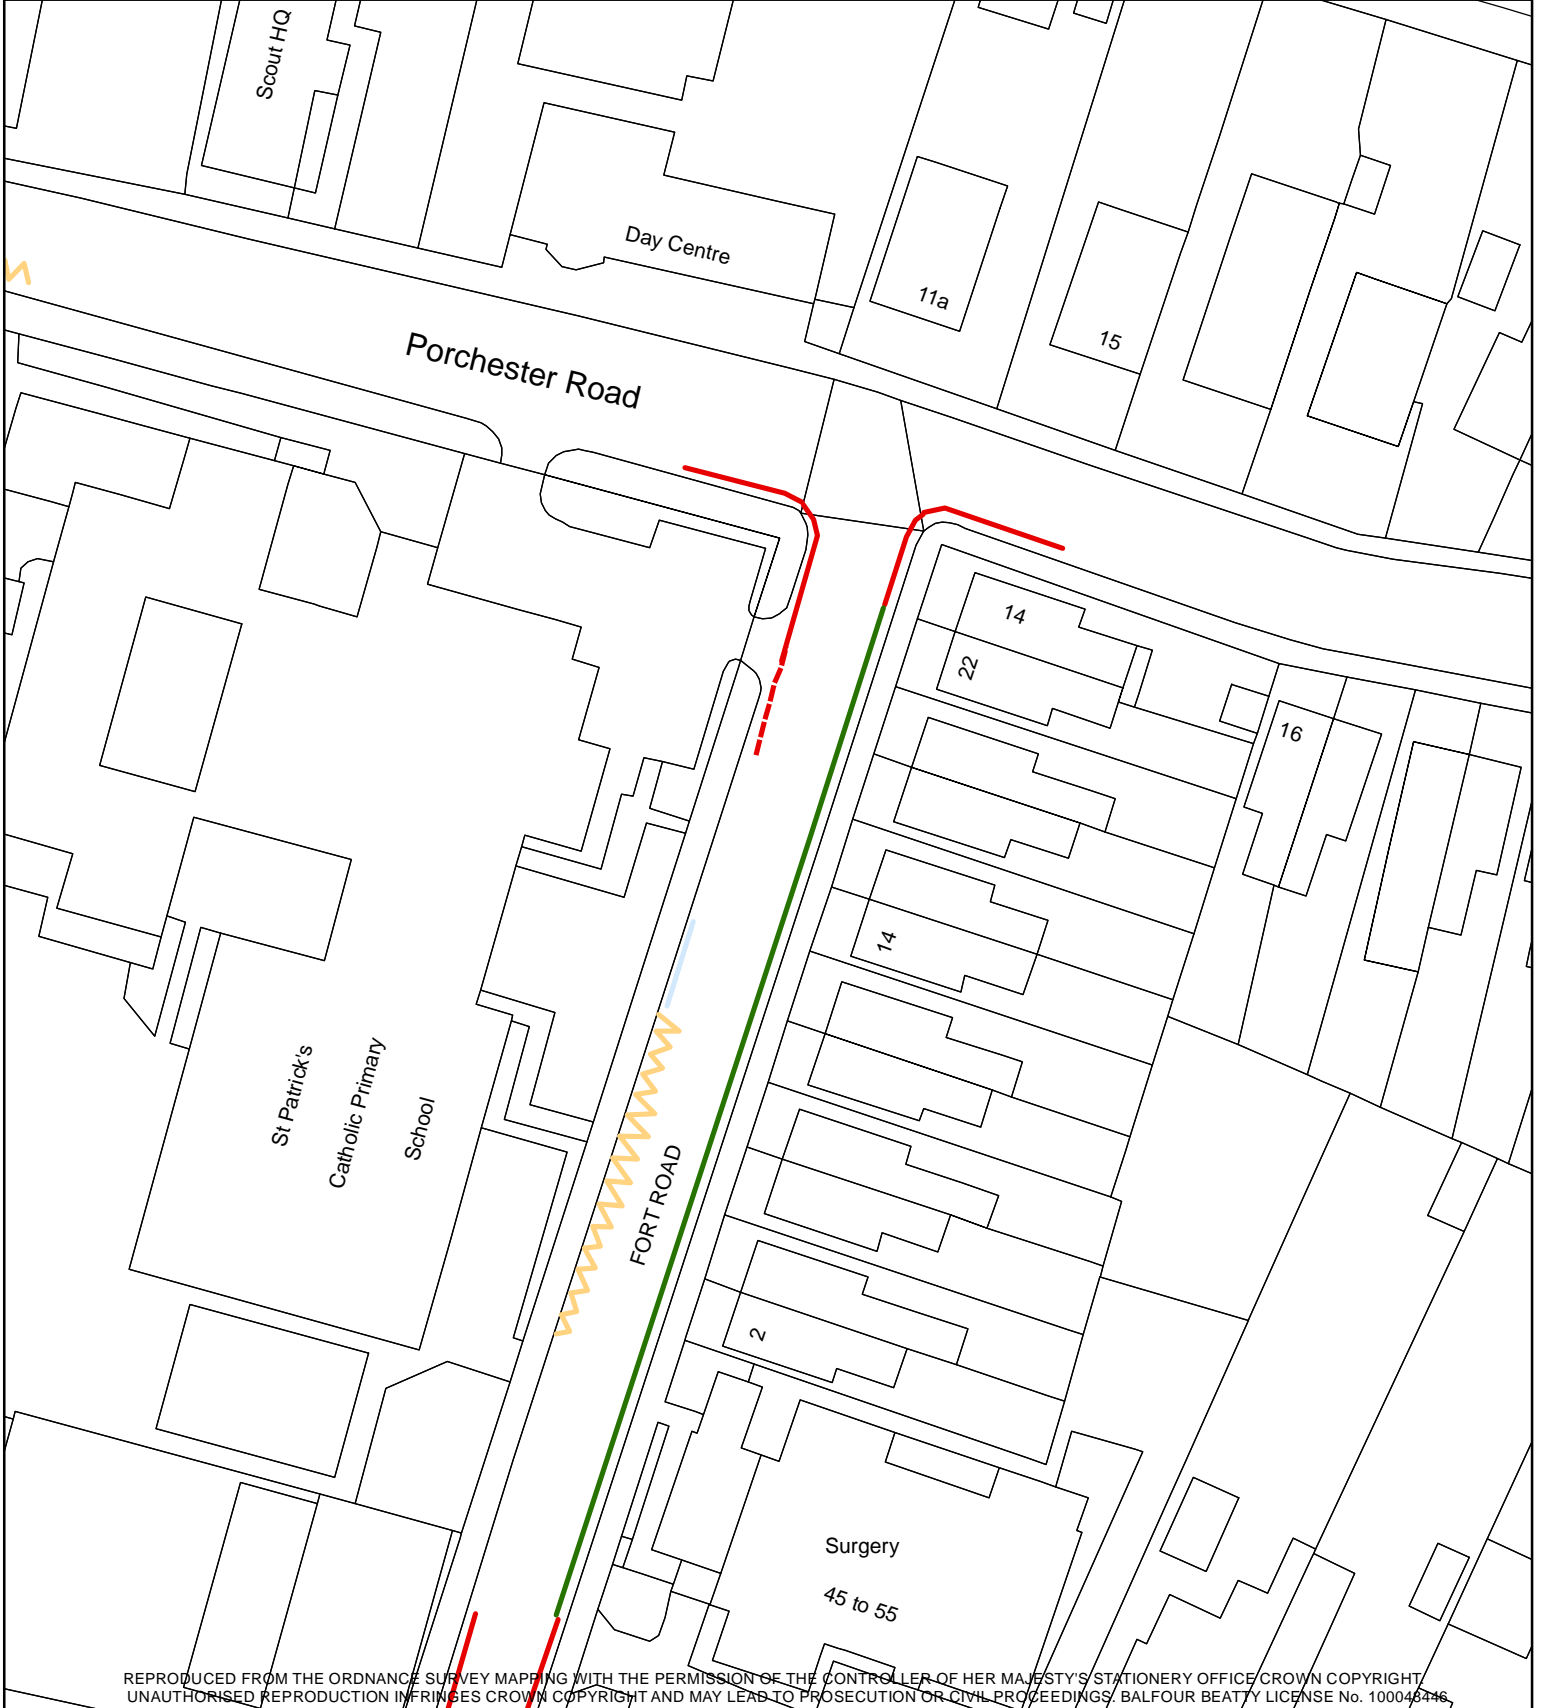 Scout HQ
Day Centre
11a
15
Porchester Road
14
22
16
14
St Patrick's
Catholic Primary
School
FORT ROAD
2
Surgery
45 to 55
REPRODUCED FROM THE ORDNANCE SURVEY MAPPING WITH THE PERMISSION OF THE CONTROLLER OF HER MAJESTY'S STATIONERY OFFICE CROWN COPYRIGHT.
UNAUTHORISED REPRODUCTION INFRINGES CROWN COPYRIGHT AND MAY LEAD TO PROSECUTION OR CIVIL PROCEEDINGS. BALFOUR BEATTY LICENSE No. 100048446